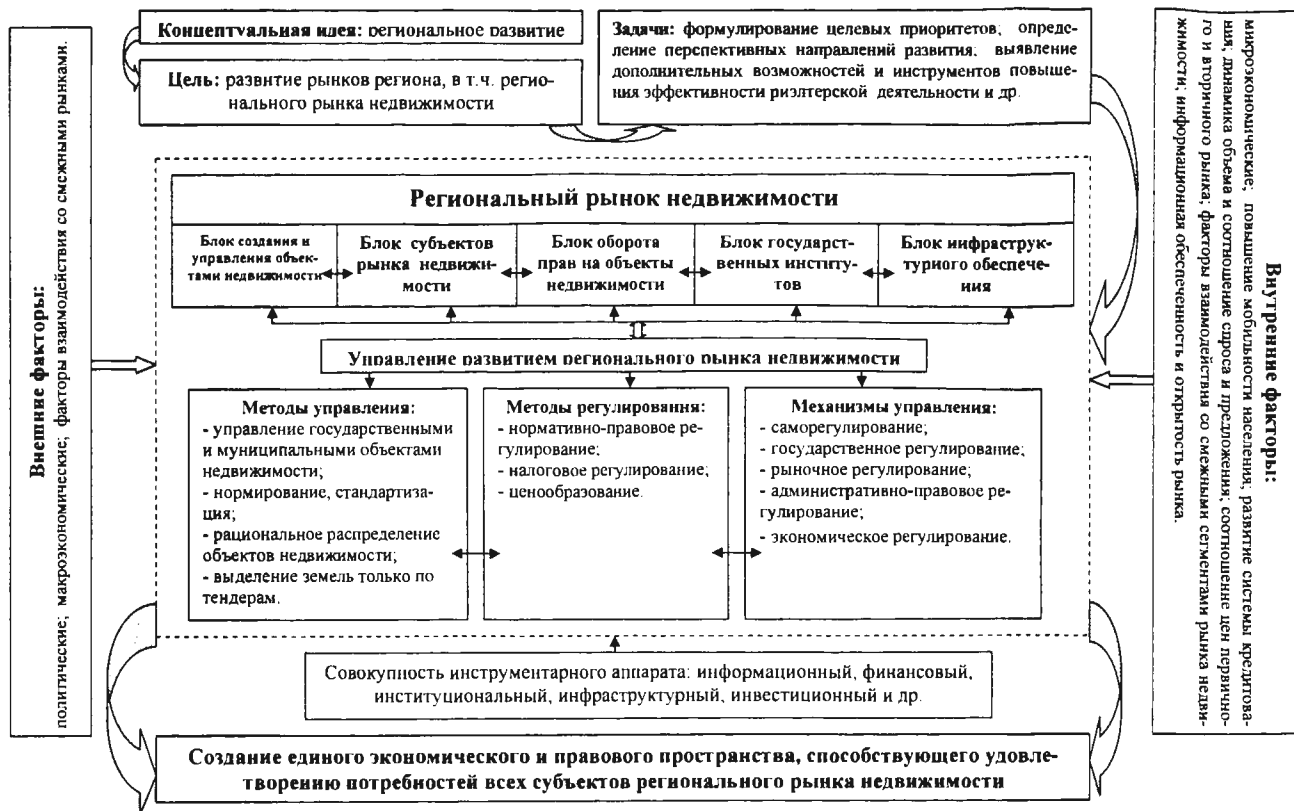 Концептуальная идея: региональное развитие
Цель: развитие рынков региона, в т.ч. реги-
онального рынка недвижимости
Задачи: формулирование целевых приоритетов; опреде-
ление перспективных направлений развития; выявление
дополнительных возможностей и инструментов повыше-
ния эффективности риэлтерской деятельности и др.
Внешние факторы:
политические; макроэкономические; факторы взаимодействия со смежными рынками.
Региональный рынок недвижимости
Блок создания и
управления объек-
тами недвижимости
Блок субъектов
рынка недвижи-
мости
Блок оборота
прав на объекты
недвижимости
Блок государст-
венных институ-
тов
Блок инфраструк-
турного обеспече-
ния
Управление развитием регионального рынка недвижимости
Методы управления:
- управление государственными
и муниципальными объектами
недвижимости;
- нормирование, стандартиза-
ция;
- рациональное распределение
объектов недвижимости;
- выделение земель только по
тендерам.
Методы регулирования:
- нормативно-правовое ре-
гулирование;
- налоговое регулирование;
- ценообразование.
Механизмы управления:
- саморегулирование;
- государственное регулирование;
- рыночное регулирование;
- административно-правовое ре-
гулирование;
- экономическое регулирование.
Внутренние факторы:
микроэкономические; повышение мобильности населения; развитие системы кредитова-
ния; динамика объема и соотношение спроса и предложения; соотношение цен первично-
го и вторичного рынка; факторы взаимодействия со смежными сегментами рынка недви-
жимости; информационная обеспеченность и открытость рынка.
Совокупность инструментарного аппарата: информационный, финансовый,
институциональный, инфраструктурный, инвестиционный и др.
Создание единого экономического и правового пространства, способствующего удовле-
творению потребностей всех субъектов регионального рынка недвижимости